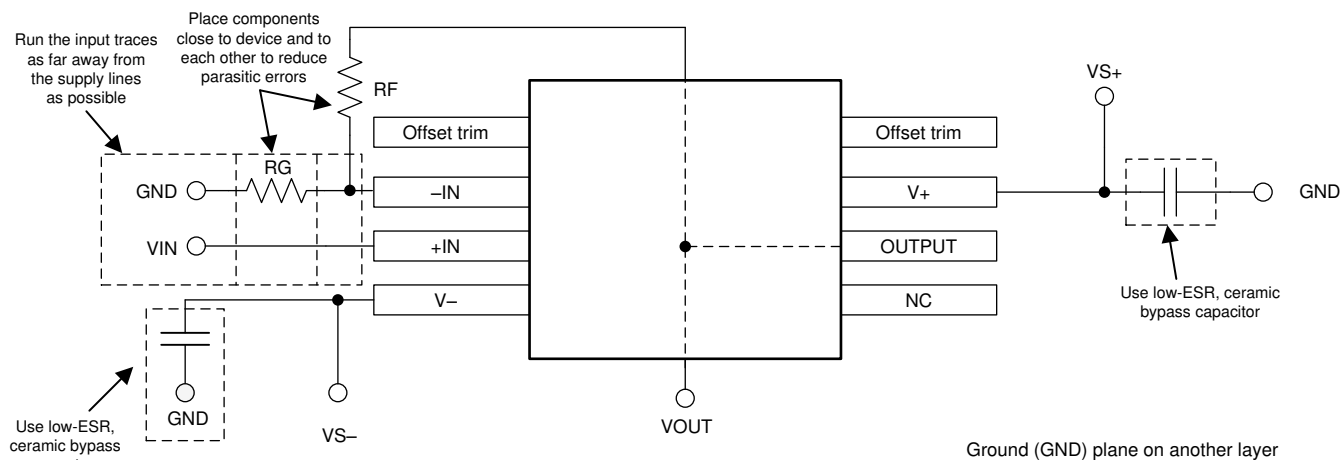 Place components
close to device and to
each other to reduce
parasitic errors
Run the input traces
as far away from
the supply lines
as possible
RF
VS+
Offset trim
Offset trim
RG
GND
–IN
V+
GND
VIN
+IN
OUTPUT
V–
NC
Use low-ESR, ceramic
bypass capacitor
GND
VS–
VOUT
Use low-ESR,
ceramic bypass
Ground (GND) plane on another layer